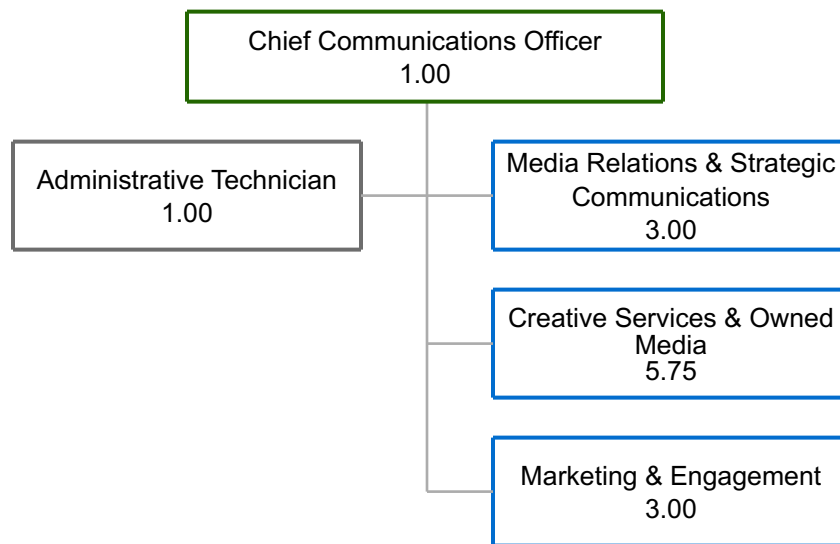 Chief Communications Officer
1.00
Administrative Technician
1.00
Media Relations & Strategic
Communications
3.00
Creative Services & Owned
Media
5.75
Marketing & Engagement
3.00